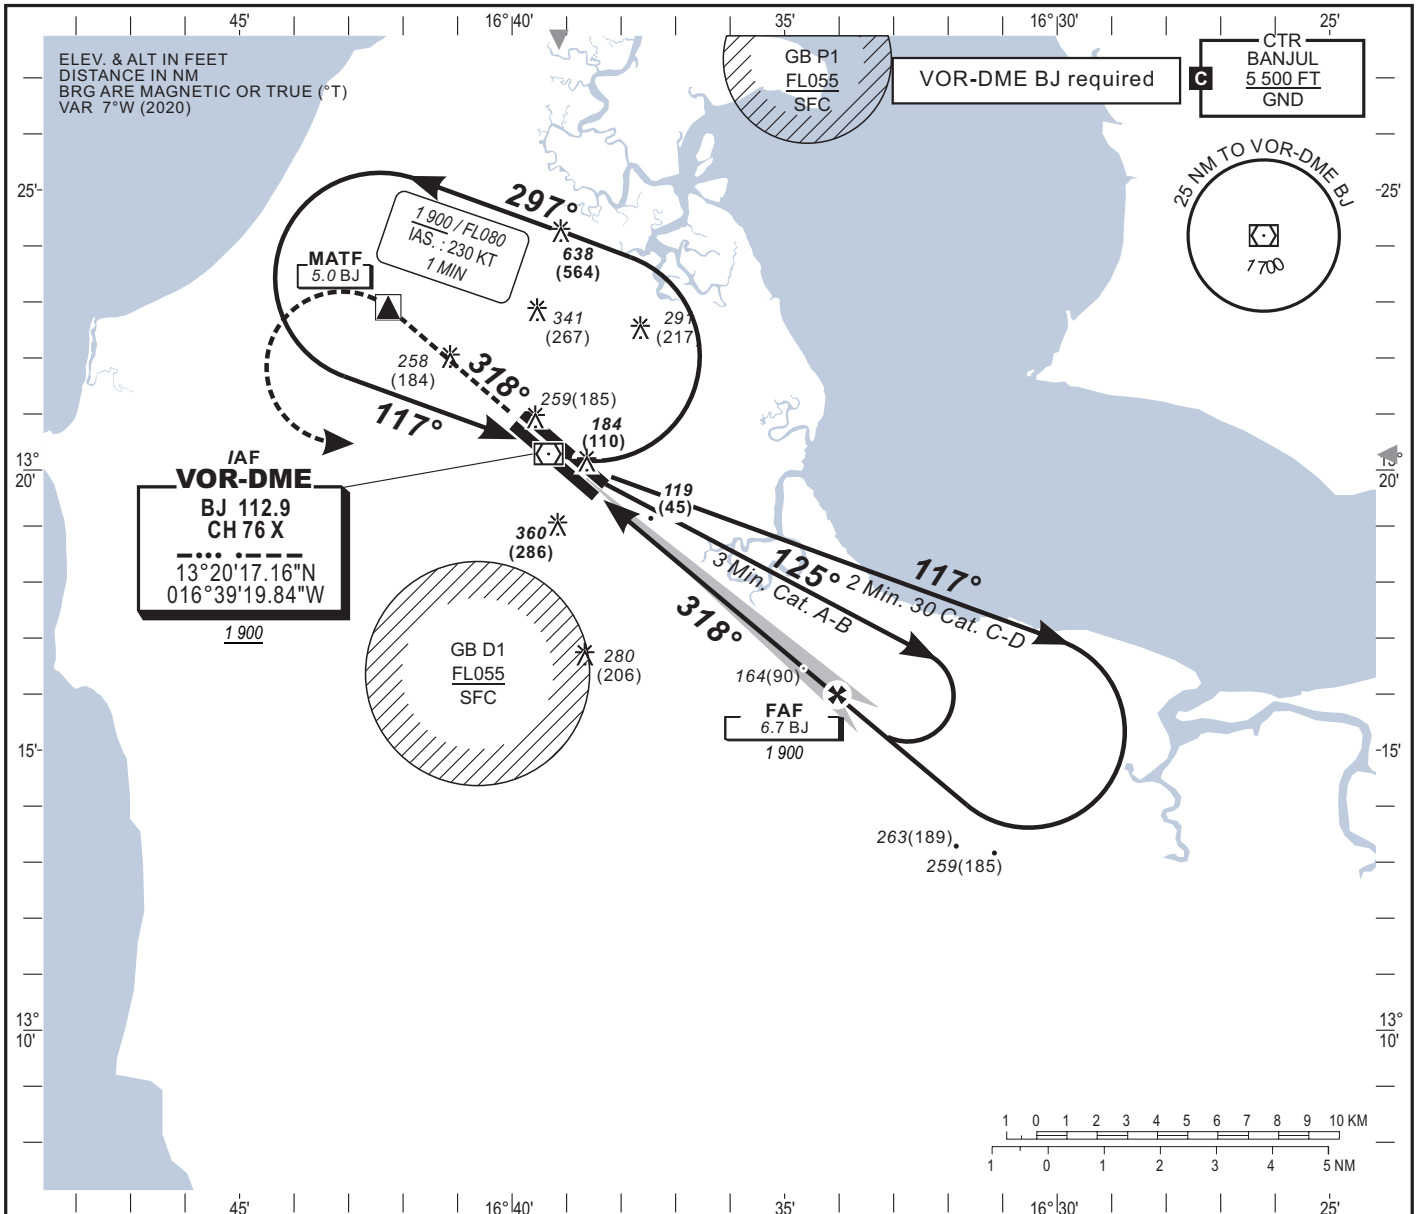 45'
16°40'
35'
16°30'
25'
ELEV. & ALT IN FEET
DISTANCE IN NM
BRG ARE MAGNETIC OR TRUE (°T)
VAR 7°W (2020)
GB P1
FL055
SFC
VOR-DME BJ required
C
CTR
BANJUL
5 500 FT
GND
25 NM TO VOR-DME BJ
1700
25'
25'
297°
1 900 / FL080
IAS. : 230 KT
1 MIN
638
(564)
MATF
5.0 BJ
341
(267)
291
(217)
258
(184)
318°
259(185)
117°
184
(110)
IAF
VOR-DME
BJ 112.9
CH 76 X
13°20'17.16"N
016°39'19.84"W
1 900
13°
20'
13°
20'
119
(45)
360
(286)
125°
3 Min. Cat. A-B
117°
2 Min. 30 Cat. C-D
318°
GB D1
FL055
SFC
280
(206)
164(90)
FAF
6.7 BJ
1 900
15'
15'
263(189)
259(185)
13°
10'
13°
10'
1 0 1 2 3 4 5 6 7 8 9 10 KM
1 0 1 2 3 4 5 NM
45'
16°40'
35'
16°30'
25'